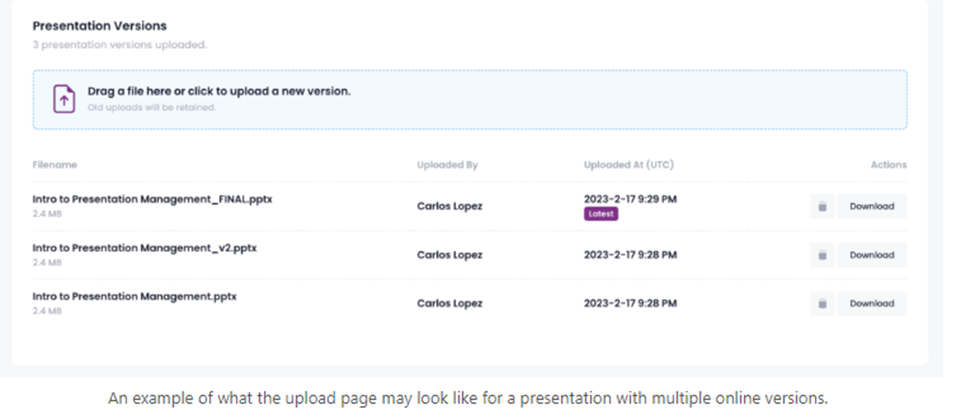 Presentation Versions
3 presentation versions uploaded.
Drag a file here or click to upload a new version.
Old uploads will be retained.
Filename Uploaded By Uploaded At (UTC) Actions
Intro to Presentation Management_FINAL.pptx
2.4 MB
Carlos Lopez
2023-2-17 9:29 PM
Latest
Download
Intro to Presentation Management_v2.pptx
2.4 MB
Carlos Lopez
2023-2-17 9:28 PM
Download
Intro to Presentation Management.pptx
2.4 MB
Carlos Lopez
2023-2-17 9:28 PM
Download
An example of what the upload page may look like for a presentation with multiple online versions.